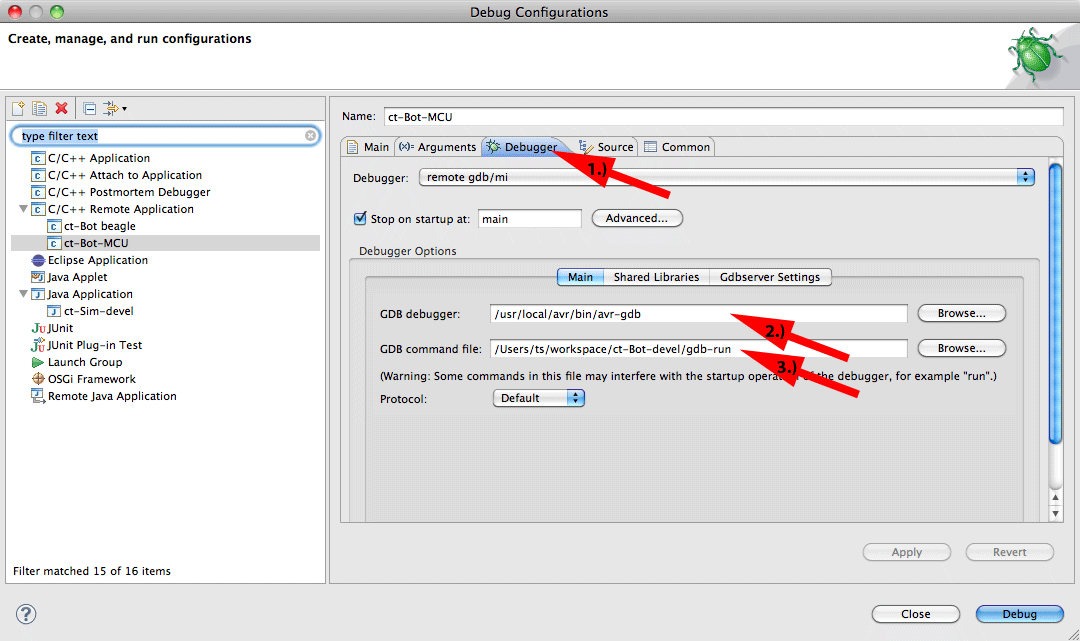 Debug Configurations
Create, manage, and run configurations
type filter text
C/C++ Application
C/C++ Attach to Application
C/C++ Postmortem Debugger
C/C++ Remote Application
ct-Bot beagle
ct-Bot-MCU
Eclipse Application
Java Applet
Java Application
ct-Sim-devel
JUnit
JUnit Plug-in Test
Launch Group
OSGi Framework
Remote Java Application
Filter matched 15 of 16 items
Name: ct-Bot-MCU
Main (x)= Arguments Debugger Source Common
1.)
Debugger: remote gdb/mi
Stop on startup at: main Advanced...
Debugger Options
Main Shared Libraries Gdbserver Settings
GDB debugger: /usr/local/avr/bin/avr-gdb Browse...
2.)
GDB command file: /Users/ts/workspace/ct-Bot-devel/gdb-run Browse...
3.)
(Warning: Some commands in this file may interfere with the startup operation of the debugger, for example "run".)
Protocol: Default
Apply Revert
? Close Debug